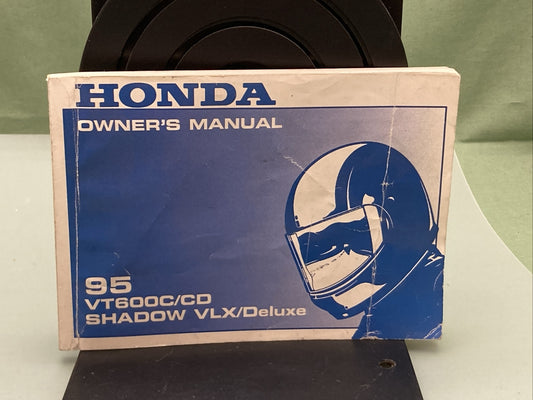 HONDA
OWNER'S MANUAL
95
VT600C/CD
SHADOW VLX/Deluxe